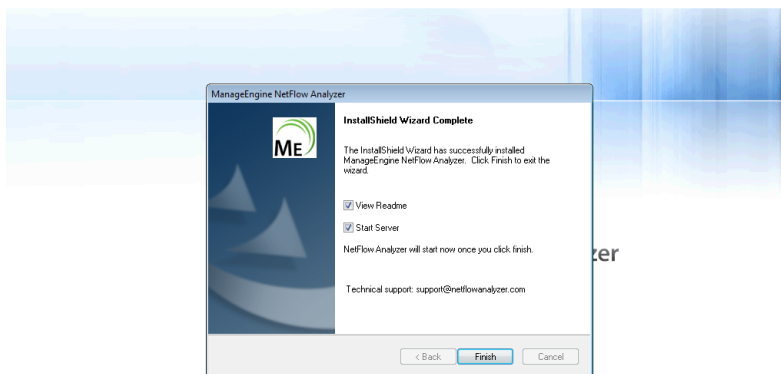 ManageEngine NetFlow Analyzer
ME
InstallShield Wizard Complete
The InstallShield Wizard has successfully installed
ManageEngine NetFlow Analyzer. Click Finish to exit the
wizard.
View Readme
Start Server
NetFlow Analyzer will start now once you click finish.
zer
Technical support: support@netflowanalyzer.com
< Back
Finish
Cancel